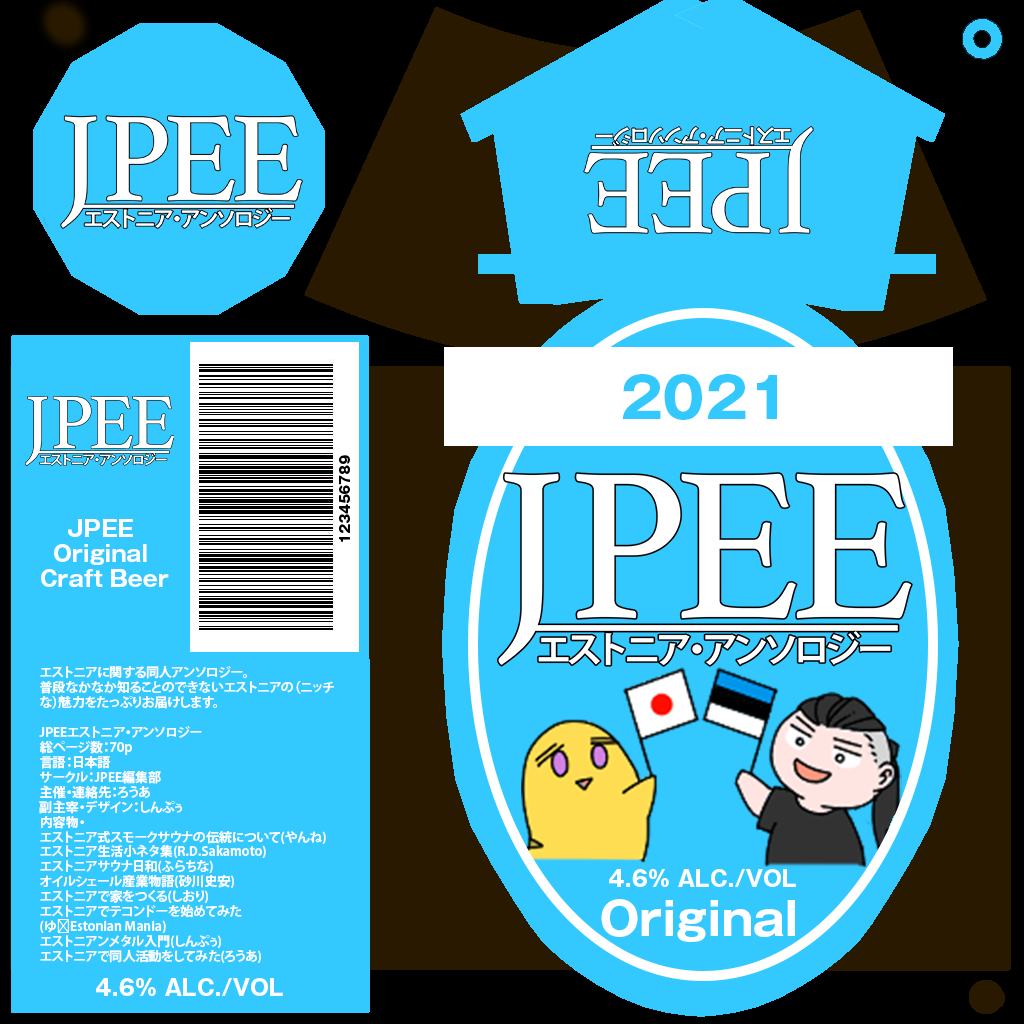 JPEE
エストニア・アンソロジー
JPEE
エストニア・アンソロジー
JPEE
エストニア・アンソロジー
JPEE
Original
Craft Beer
123456789
エストニアに関する同人アンソロジー。
普段なかなか知ることのできないエストニアの（ニッチ
な）魅力をたっぷりお届けします。
JPEEエストニア・アンソロジー
総ページ数：70p
言語：日本語
サークル：JPEE編集部
主催・連絡先：ろうあ
副主宰・デザイン：しんぷぅ
内容物・
エストニア式スモークサウナの伝統について(やんね)
エストニア生活小ネタ集(R.D.Sakamoto)
エストニアサウナ日和(ふらちな)
オイルシェール産業物語(砂川史安)
エストニアで家をつくる(しおり)
エストニアでテコンドーを始めてみた
(ゆ〼Estonian Mania)
エストニアンメタル入門(しんぷぅ)
エストニアで同人活動をしてみた(ろうあ)
4.6% ALC./VOL
2021
JPEE
エストニア・アンソロジー
4.6% ALC./VOL
Original